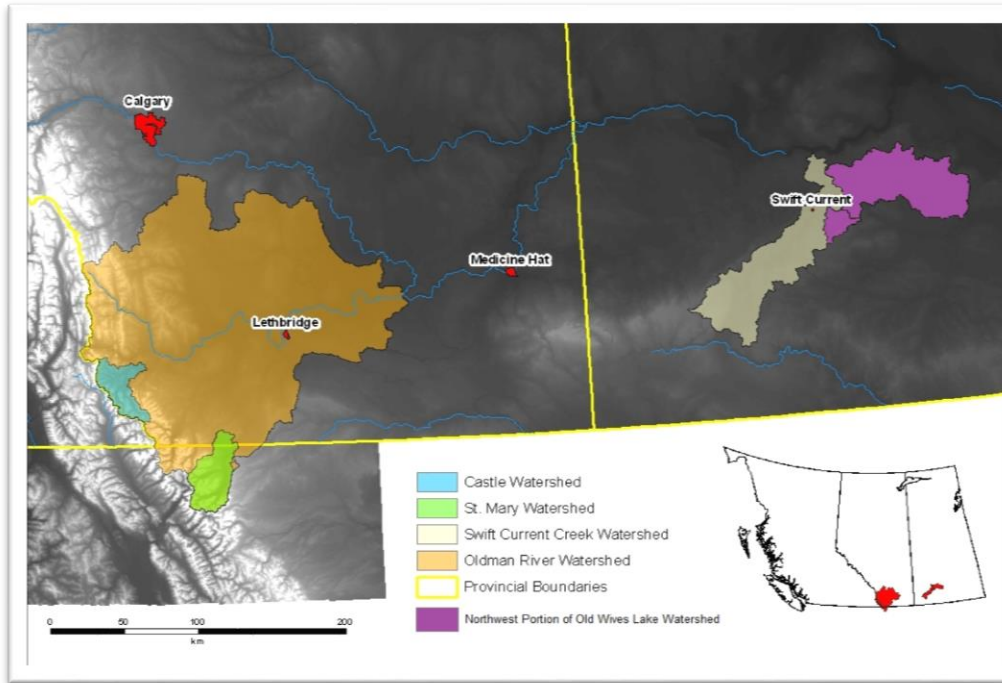 Calgary
Swift Current
Medicine Hat
Lethbridge
Castle Watershed
St. Mary Watershed
Swift Current Creek Watershed
Oldman River Watershed
Provincial Boundaries
Northwest Portion of Old Wives Lake Watershed
0 50 100 200
km